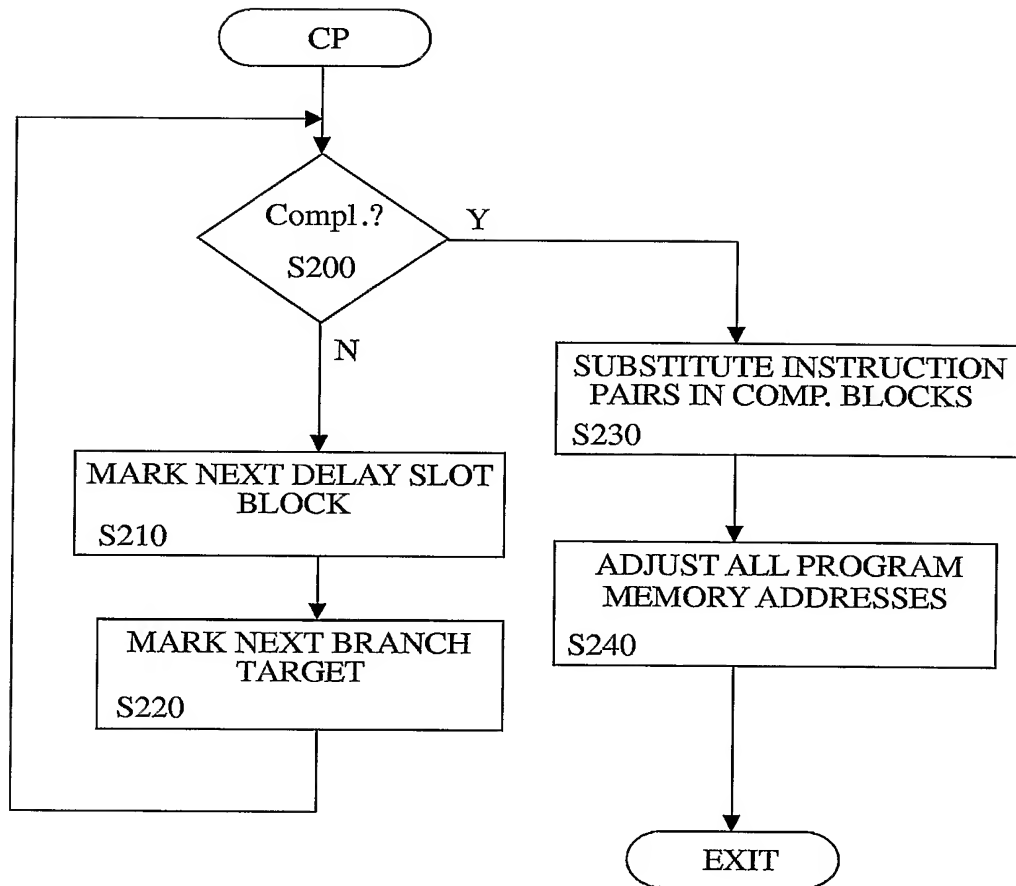 CP
Compl.?
S200
Y
N
MARK NEXT DELAY SLOT
BLOCK
S210
MARK NEXT BRANCH
TARGET
S220
SUBSTITUTE INSTRUCTION
PAIRS IN COMP. BLOCKS
S230
ADJUST ALL PROGRAM
MEMORY ADDRESSES
S240
EXIT